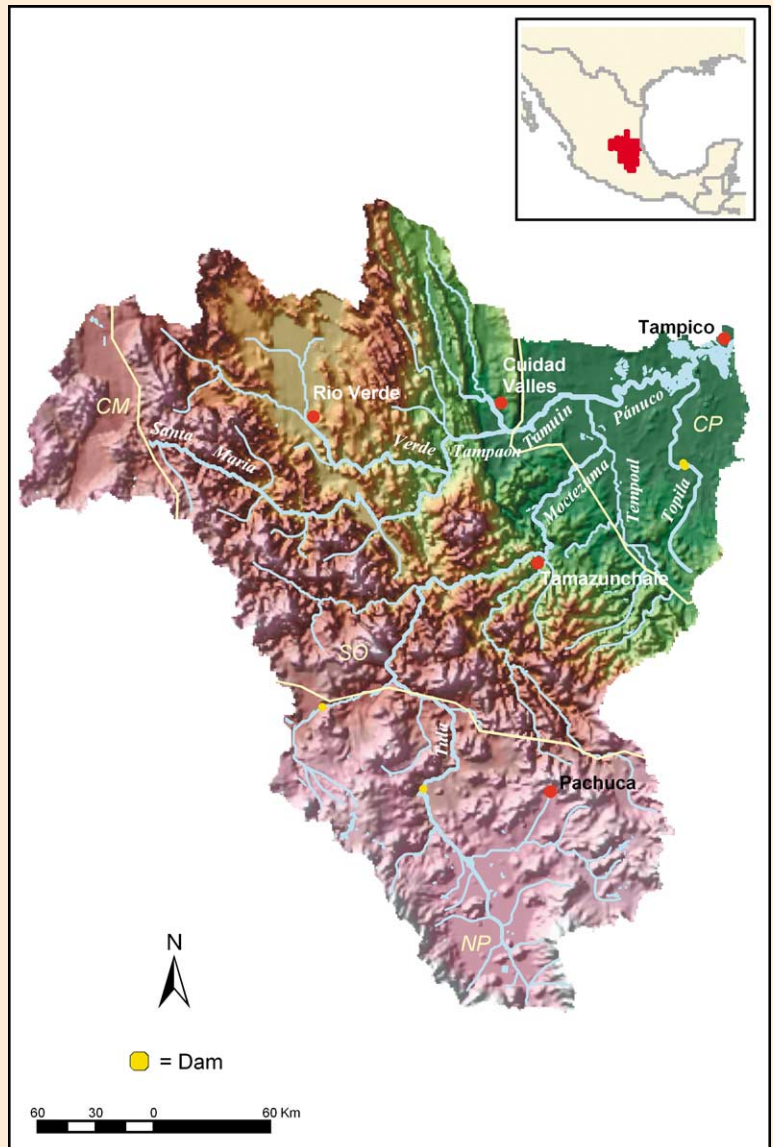 Tampico
Cuidad
Valles
Rio Verde
CM
Pánuco
CP
Santa
Maria
Verde
Tampaón
Tamuin
Moctezuma
Tempoal
Topila
Tamazunchale
SO
Tula
Pachuca
NP
N
= Dam
60 30 0 60 Km